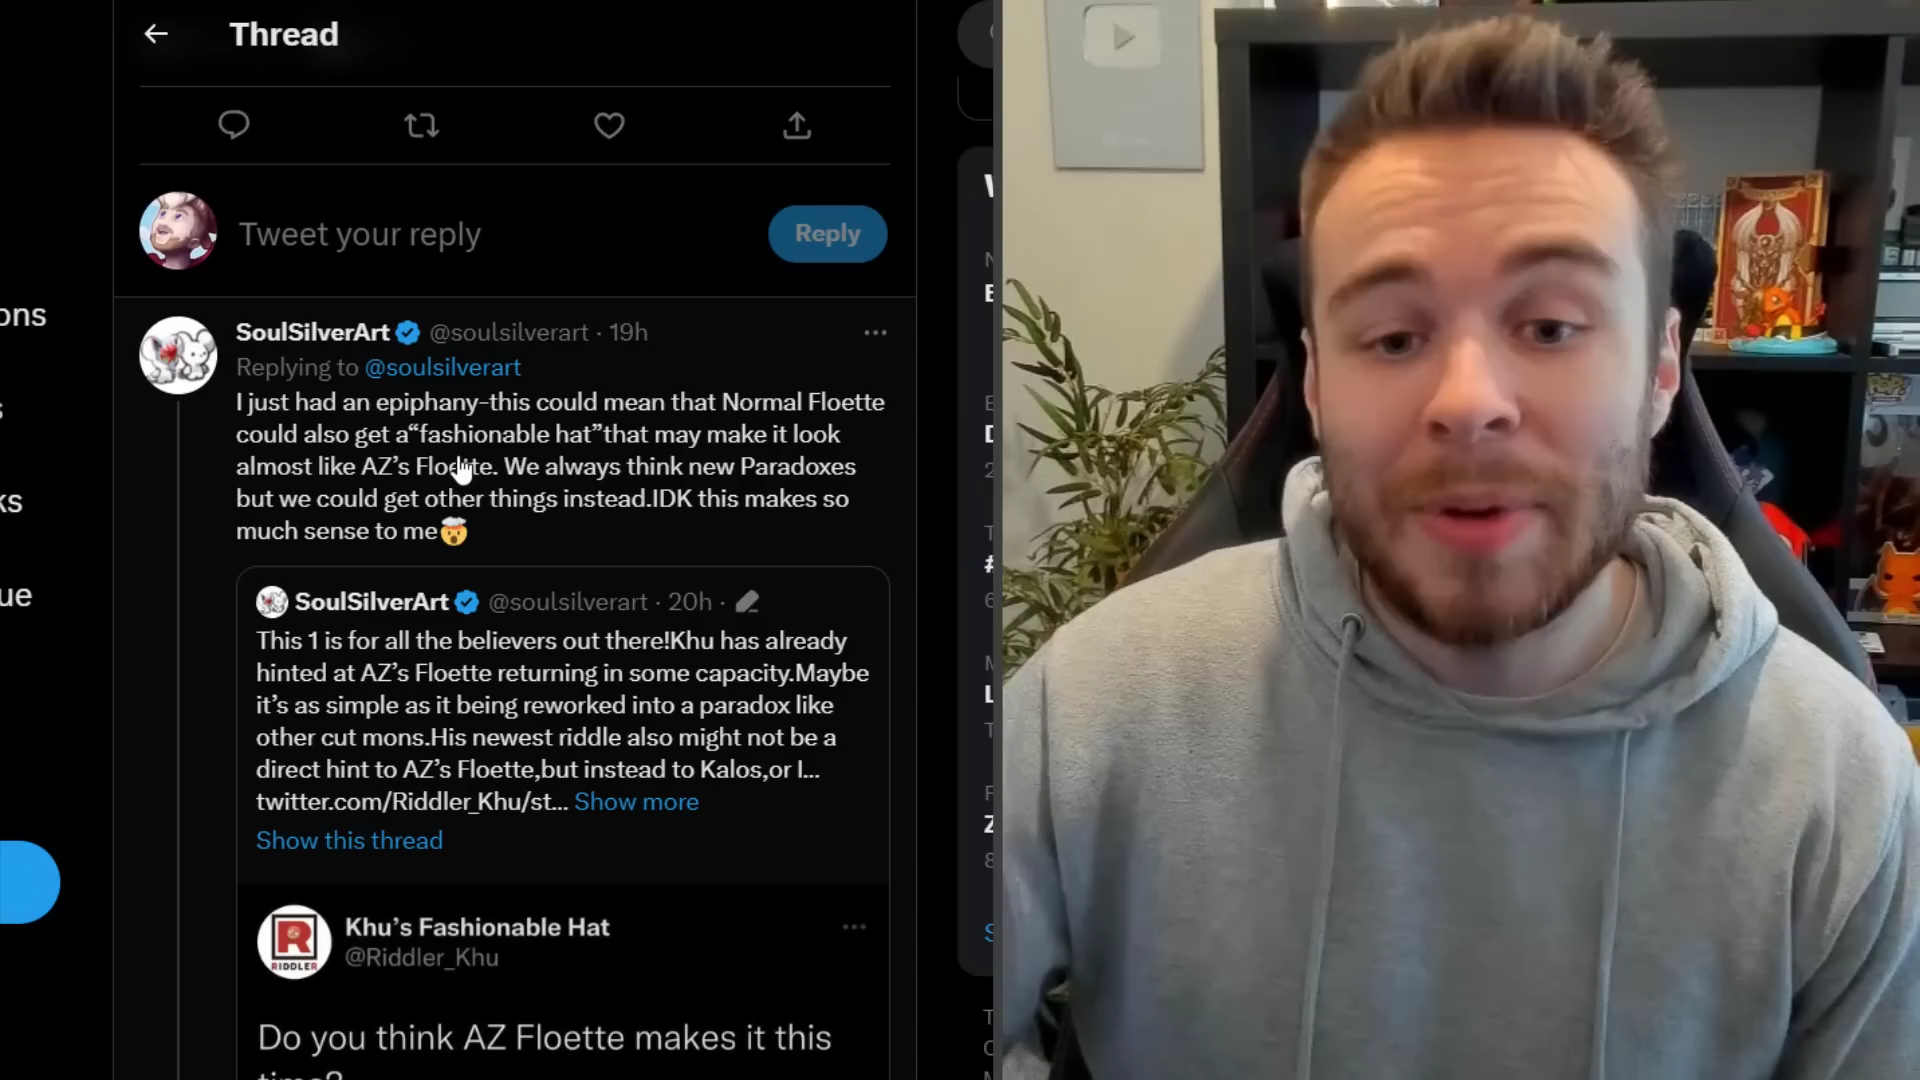 Thread
ons
ks
ue
Tweet your reply
Reply
SoulSilverArt @soulsilverart · 19h
Replying to @soulsilverart
I just had an epiphany-this could mean that Normal Floette
could also get a“fashionable hat”that may make it look
almost like AZ’s Floette. We always think new Paradoxes
but we could get other things instead.IDK this makes so
much sense to me🤯
SoulSilverArt @soulsilverart · 20h ·
This 1 is for all the believers out there!Khu has already
hinted at AZ’s Floette returning in some capacity.Maybe
it’s as simple as it being reworked into a paradox like
other cut mons.His newest riddle also might not be a
direct hint to AZ’s Floette,but instead to Kalos,or I...
twitter.com/Riddler_Khu/st... Show more
Show this thread
R
RIDDLER
Khu’s Fashionable Hat
@Riddler_Khu
Do you think AZ Floette makes it this
time?
POP!